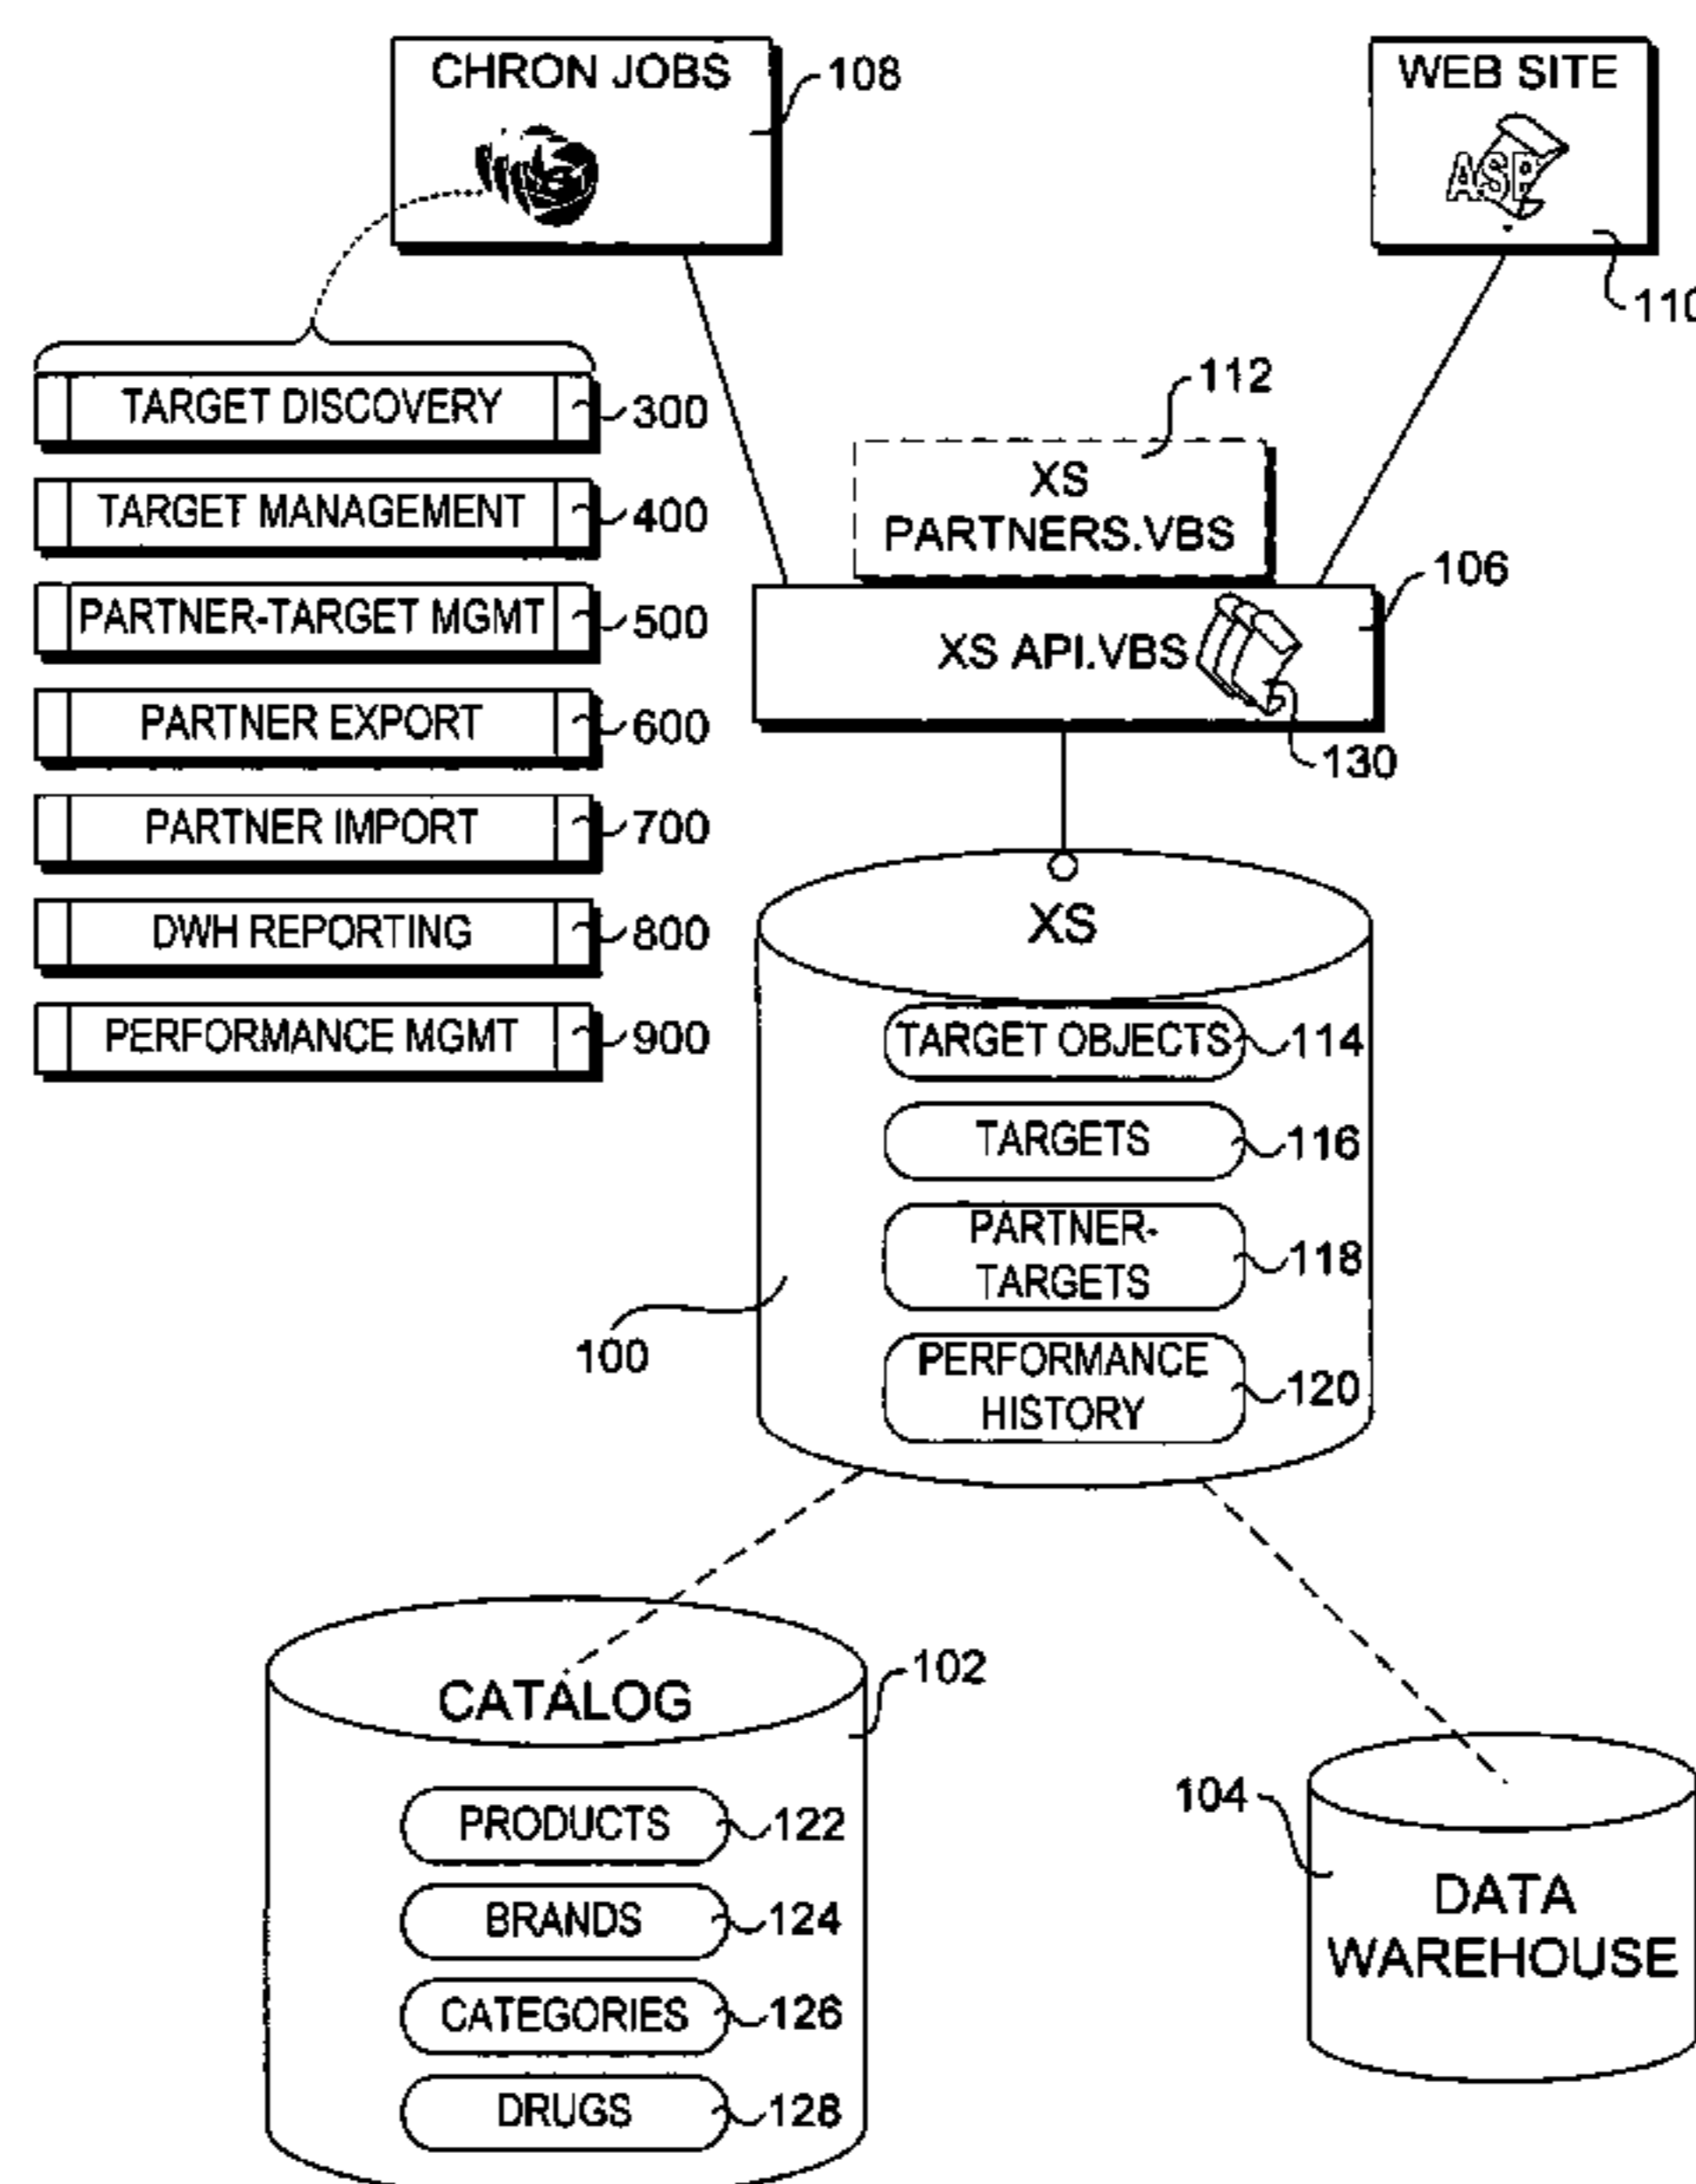 CHRON JOBS
108
WEB SITE
ASP
110
TARGET DISCOVERY
300
TARGET MANAGEMENT
400
PARTNER-TARGET MGMT
500
PARTNER EXPORT
600
PARTNER IMPORT
700
DWH REPORTING
800
PERFORMANCE MGMT
900
112
XS
PARTNERS.VBS
106
XS API.VBS
130
XS
TARGET OBJECTS
114
TARGETS
116
PARTNER-
TARGETS
118
100
PERFORMANCE
HISTORY
120
CATALOG
102
PRODUCTS
122
BRANDS
124
CATEGORIES
126
DRUGS
128
104
DATA
WAREHOUSE